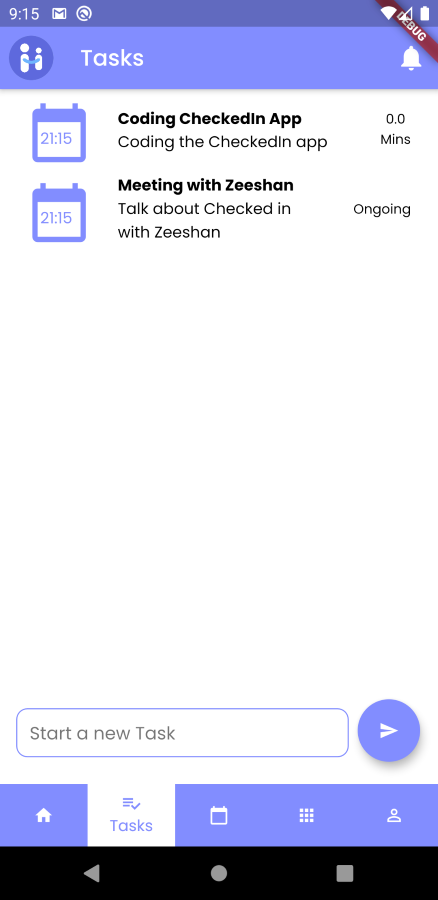 9:15
DEBUG
Tasks
21:15
Coding CheckedIn App
Coding the CheckedIn app
0.0
Mins
21:15
Meeting with Zeeshan
Talk about Checked in
with Zeeshan
Ongoing
Start a new Task
Tasks